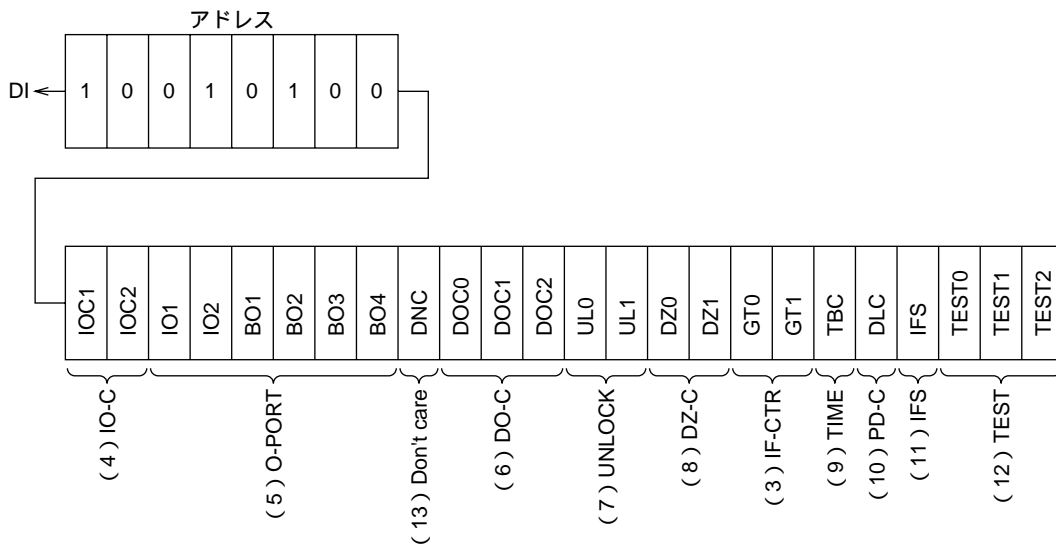 アドレス
DI 1 0 0 1 0 1 0 0
IOC1 IOC2 IO1 IO2 BO1 BO2 BO3 BO4 DNC DOC0 DOC1 DOC2 UL0 UL1 DZ0 DZ1 GT0 GT1 TBC DLC IFS TEST0 TEST1 TEST2
(4) IO-C
(5) O-PORT
(13) Don't care
(6) DO-C
(7) UNLOCK
(8) DZ-C
(3) IF-CTR
(9) TIME
(10) PD-C
(11) IFS
(12) TEST